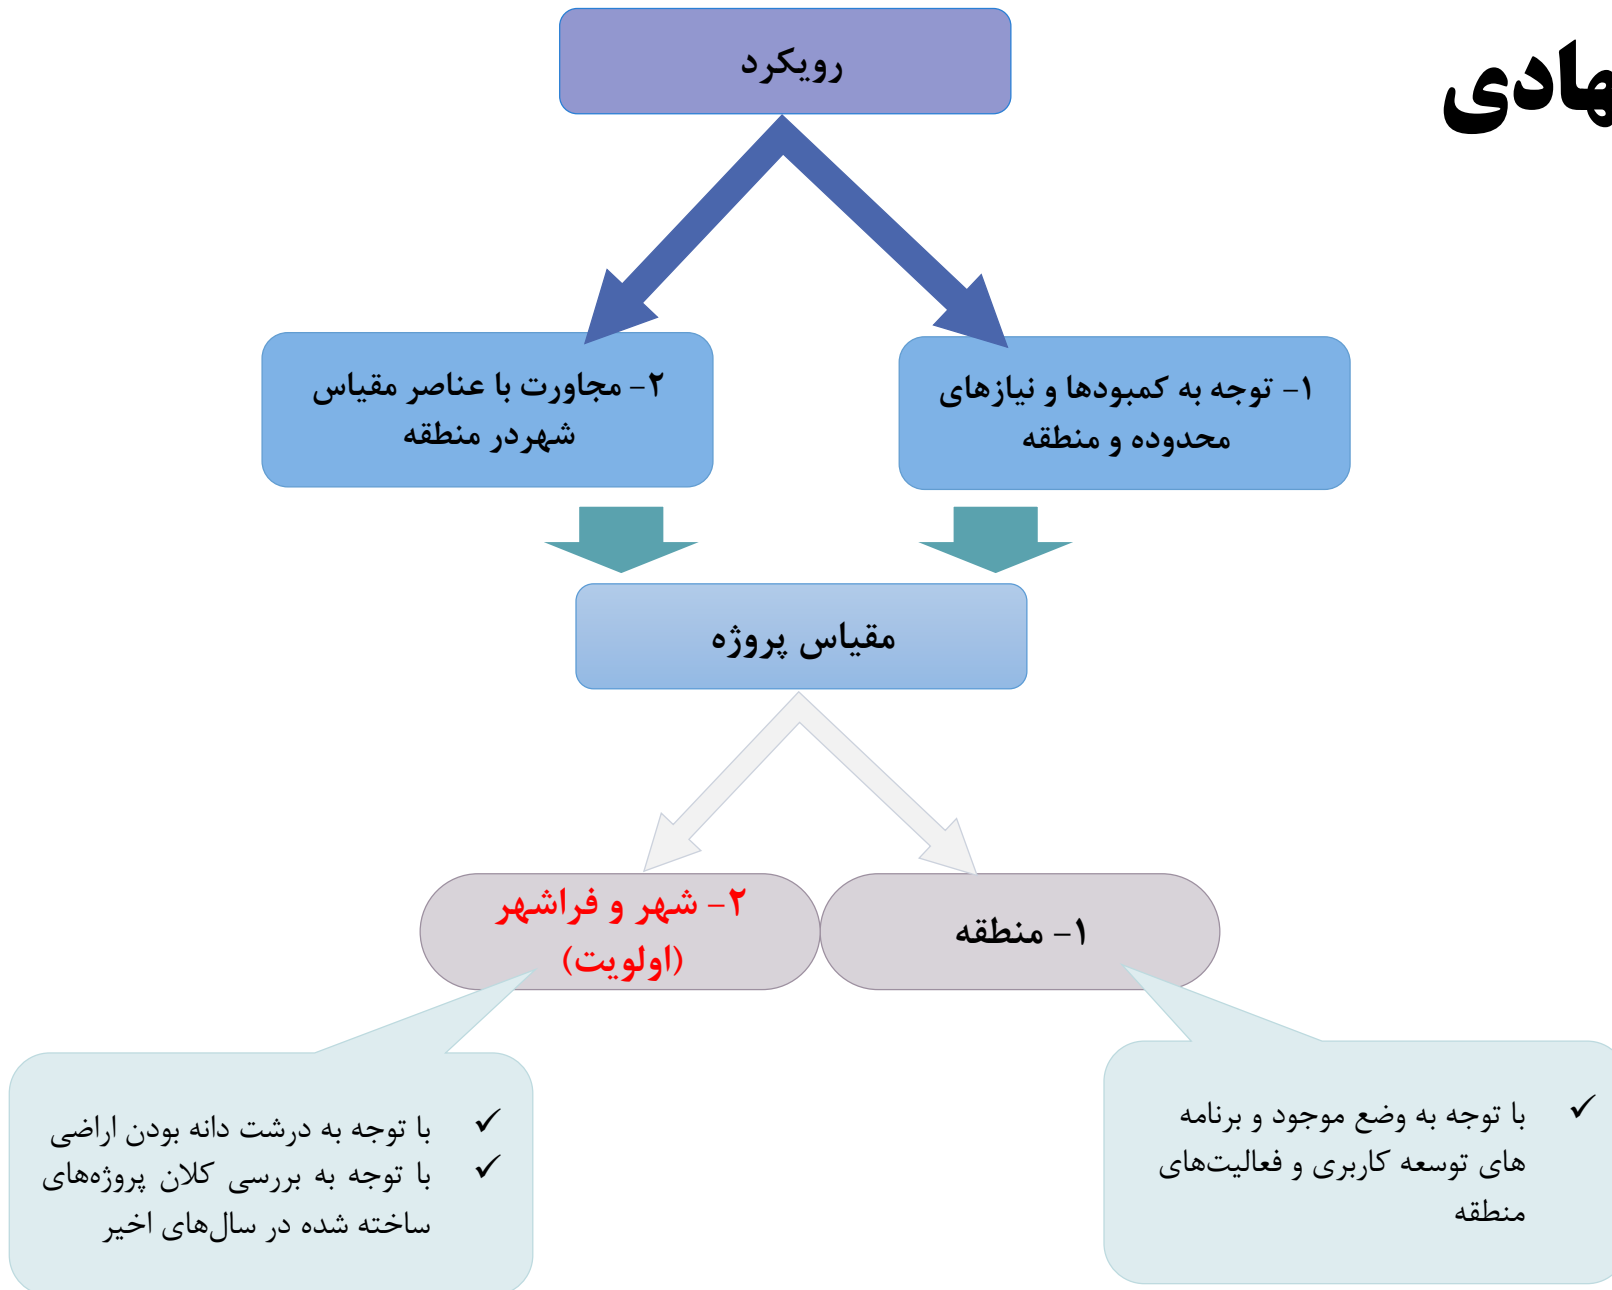 هادی
رویکرد
۱- توجه به کمبودها و نیازهای
محدوده و منطقه
۲- مجاورت با عناصر مقیاس
شهردر منطقه
مقیاس پروژه
۱- منطقه
۲- شهر و فراشهر
(اولویت)
✓ با توجه به وضع موجود و برنامه
های توسعه کاربری و فعالیت‌های
منطقه
✓ با توجه به درشت دانه بودن اراضی
✓ با توجه به بررسی کلان پروژه‌های
ساخته شده در سال‌های اخیر